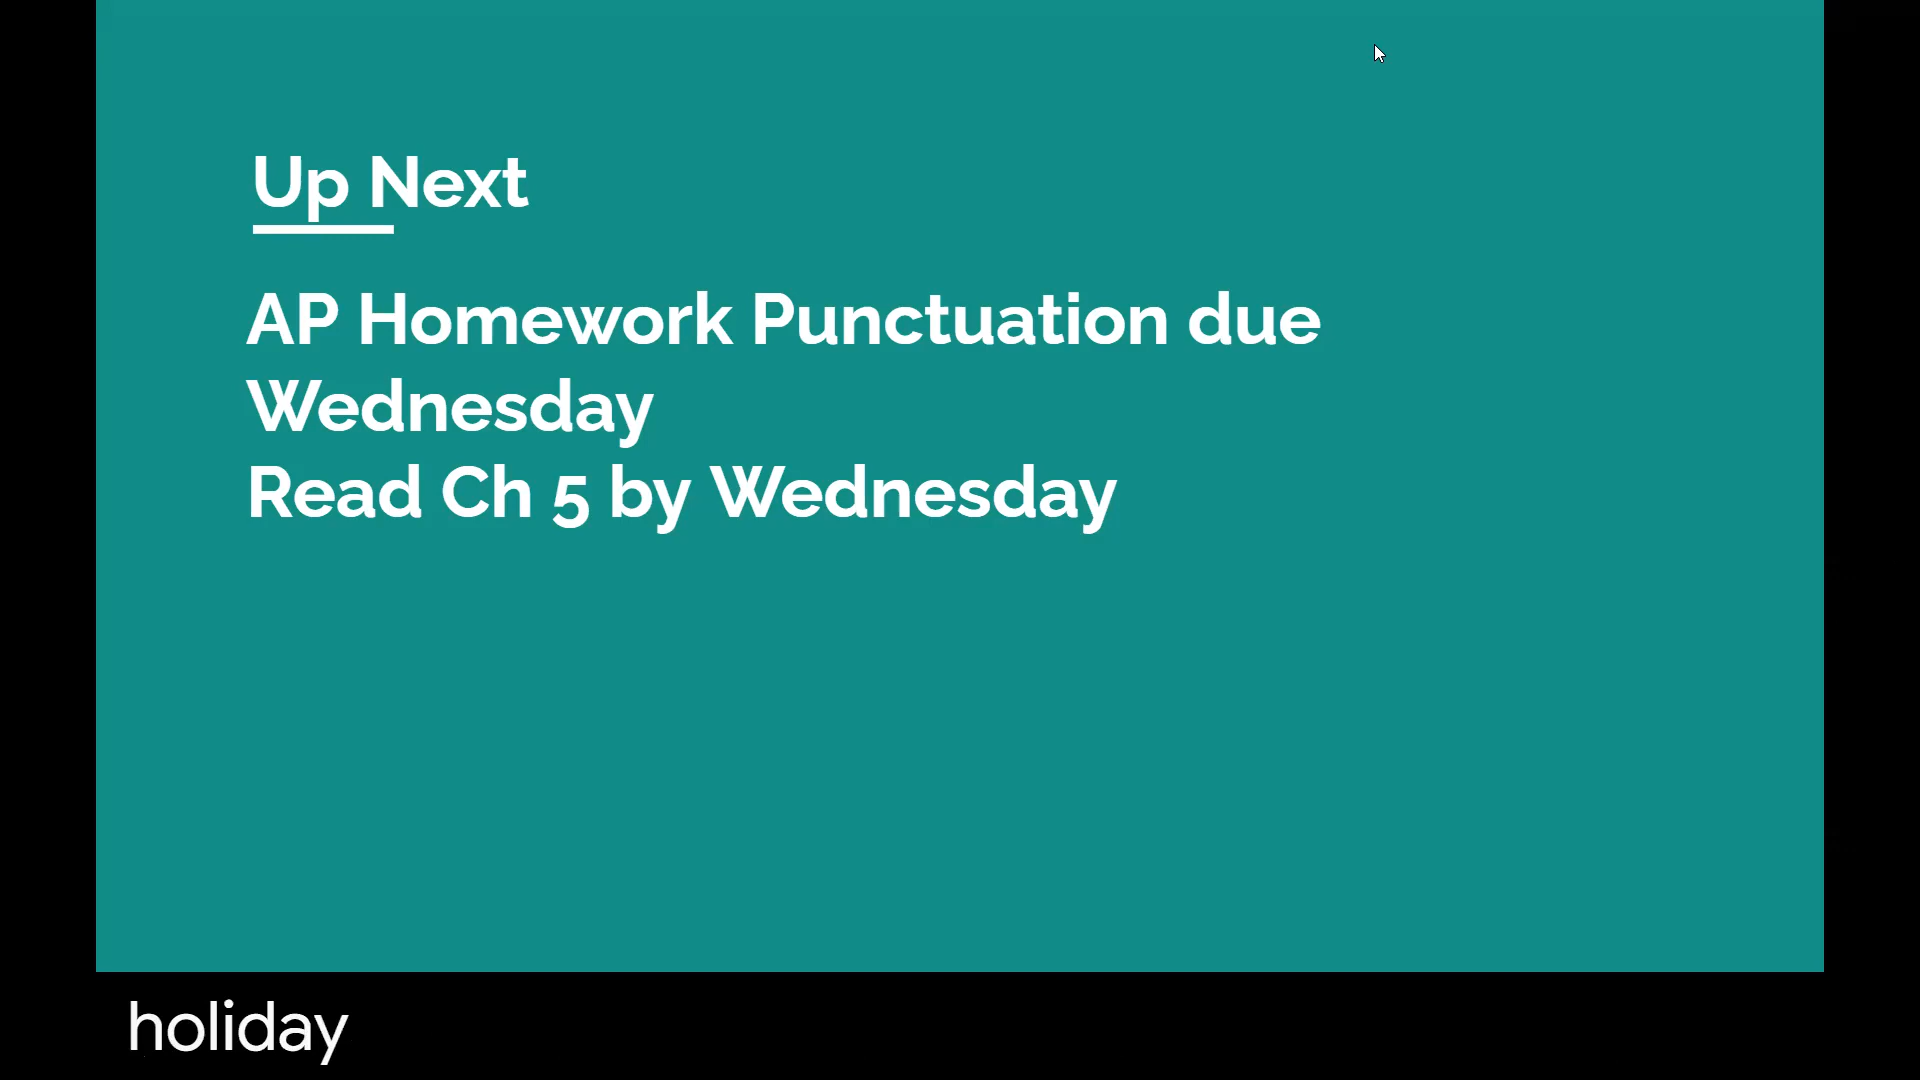 Up Next
AP Homework Punctuation due
Wednesday
Read Ch 5 by Wednesday
holiday